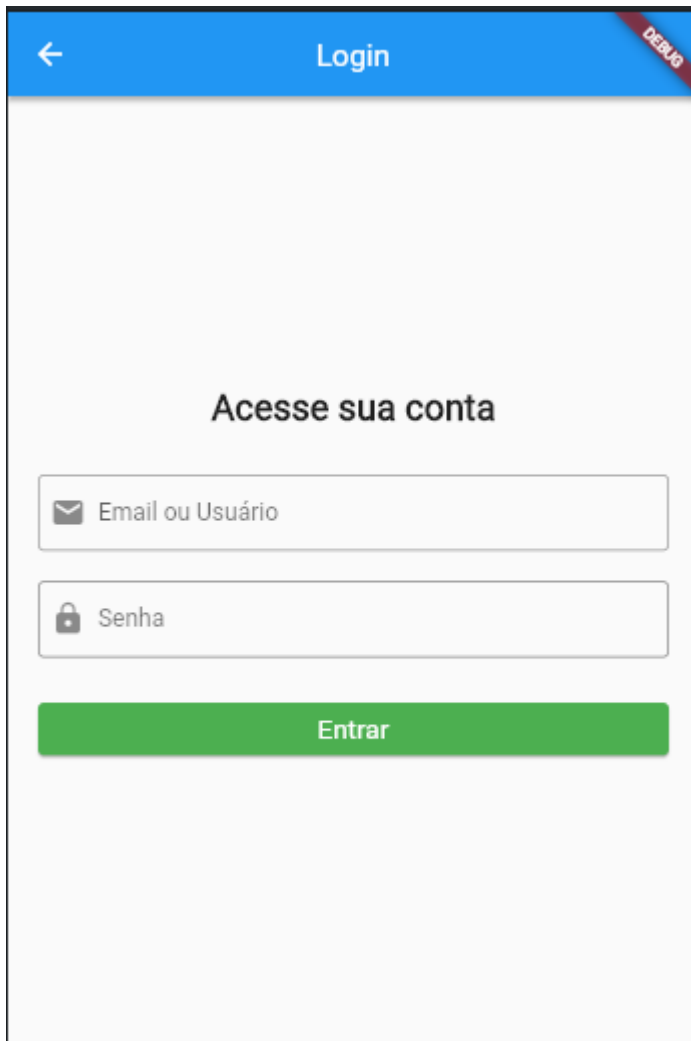 Login
DEBUG
Acesse sua conta
Email ou Usuário
Senha
Entrar